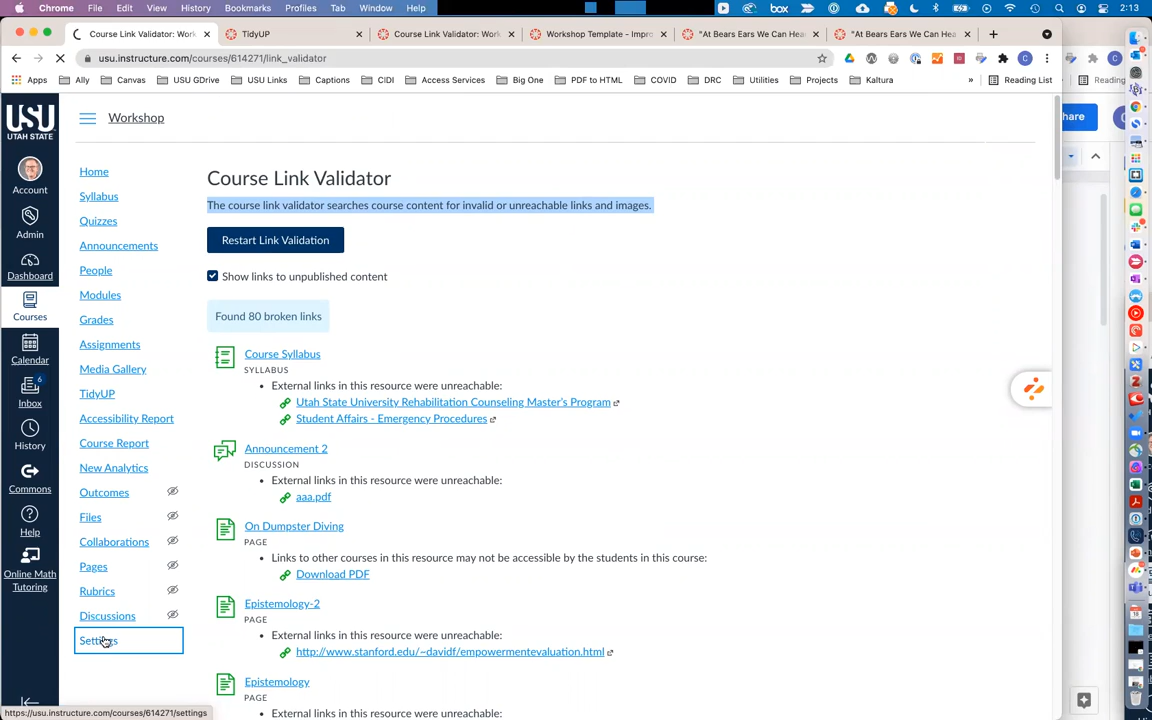 Chrome File Edit View History Bookmarks Profiles Tab Window Help 2:13
Course Link Validator: Wor TidyUP Course Link Validator: Work Workshop Template - Impro "At Bears Ears We Can Hear "At Bears Ears We Can Hear
usu.instructure.com/courses/614271/link_validator
Apps Ally Canvas USU GDrive USU Links Captions CIDI Access Services Big One PDF to HTML COVID DRC Utilities Projects Kaltura » Reading List Reading
UTAH STATE
Workshop
Account
Admin
Dashboard
Courses
Calendar
6
Inbox
History
Commons
Help
Online Math
Tutoring
Home
Syllabus
Quizzes
Announcements
People
Modules
Grades
Assignments
Media Gallery
TidyUP
Accessibility Report
Course Report
New Analytics
Outcomes
Files
Collaborations
Pages
Rubrics
Discussions
Settings
Course Link Validator
The course link validator searches course content for invalid or unreachable links and images.
Restart Link Validation
Show links to unpublished content
Found 80 broken links
Course Syllabus
SYLLABUS
External links in this resource were unreachable:
Utah State University Rehabilitation Counseling Master's Program
Student Affairs - Emergency Procedures
Announcement 2
DISCUSSION
External links in this resource were unreachable:
aaa.pdf
On Dumpster Diving
PAGE
Links to other courses in this resource may not be accessible by the students in this course:
Download PDF
Epistemology-2
PAGE
External links in this resource were unreachable:
http://www.stanford.edu/~davidf/empowermentevaluation.html
Epistemology
PAGE
External links in this resource were unreachable:
https://usu.instructure.com/courses/614271/settings
hare